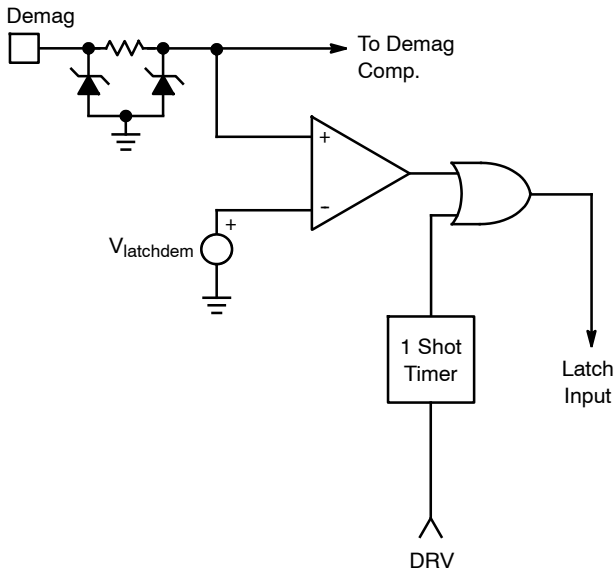 Demag
To Demag
Comp.
+
-
+
Vlatchdem
1 Shot
Timer
Latch
Input
DRV